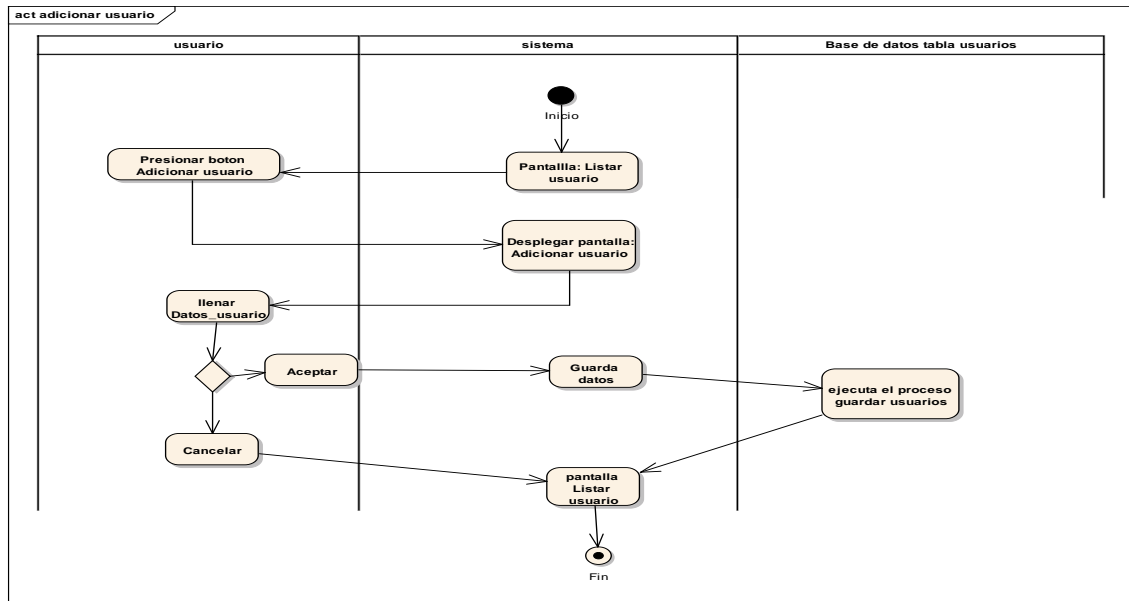 act adicionar usuario
usuario
sistema
Base de datos tabla usuarios
Inicio
Presionar boton
Adicionar usuario
Pantallla: Listar
usuario
Desplegar pantalla:
Adicionar usuario
llenar
Datos_usuario
Aceptar
Guarda
datos
ejecuta el proceso
guardar usuarios
Cancelar
pantalla
Listar
usuario
Fin